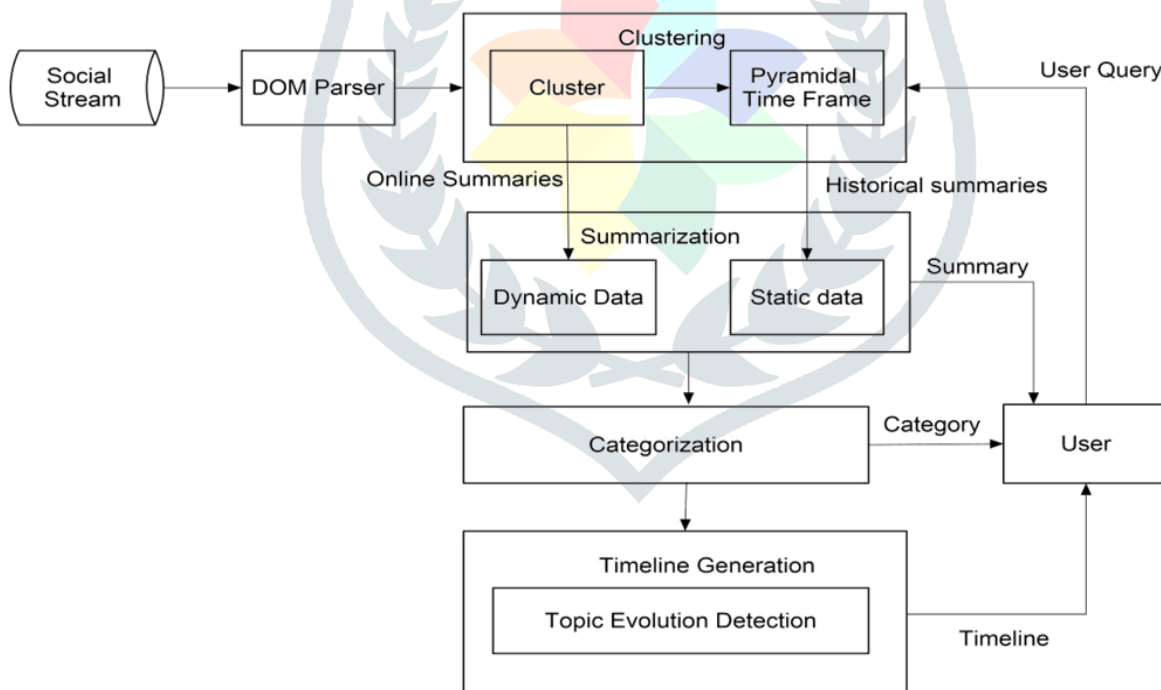 Clustering
Social
Stream
DOM Parser
Cluster
Pyramidal
Time Frame
User Query
Online Summaries
Historical summaries
Summarization
Dynamic Data
Static data
Summary
Categorization
Category
User
Timeline Generation
Topic Evolution Detection
Timeline